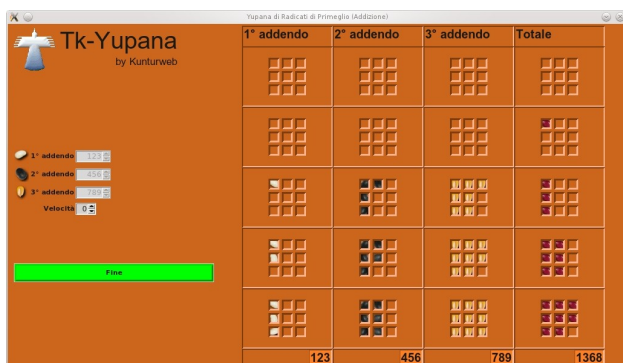 Yupana di Radicati di Primeglio (Addizione)
Tk-Yupana
by Kunturweb
1° addendo 2° addendo 3° addendo Totale
1° addendo 123
2° addendo 456
3° addendo 789
Velocità 0
Fine
123 456 789 1368